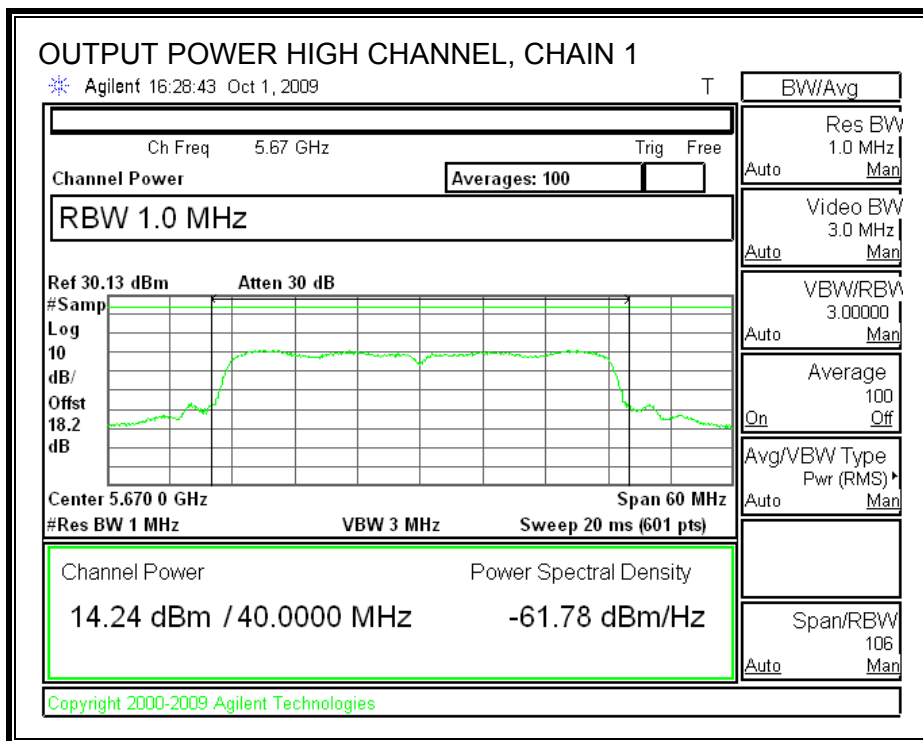 OUTPUT POWER HIGH CHANNEL, CHAIN 1
Agilent 16:28:43 Oct 1, 2009 T
Ch Freq 5.67 GHz Trig Free
Channel Power Averages: 100
RBW 1.0 MHz
Ref 30.13 dBm Atten 30 dB
#Samp
Log
10
dB/
Offst
18.2
dB
Center 5.670 0 GHz Span 60 MHz
#Res BW 1 MHz VBW 3 MHz Sweep 20 ms (601 pts)
Channel Power Power Spectral Density
14.24 dBm / 40.0000 MHz -61.78 dBm/Hz
Copyright 2000-2009 Agilent Technologies
BW/Avg
Res BW
1.0 MHz
Auto Man
Video BW
3.0 MHz
Auto Man
VBW/RBW
3.00000
Auto Man
Average
100
On Off
Avg/VBW Type
Pwr (RMS)
Auto Man
Span/RBW
106
Auto Man